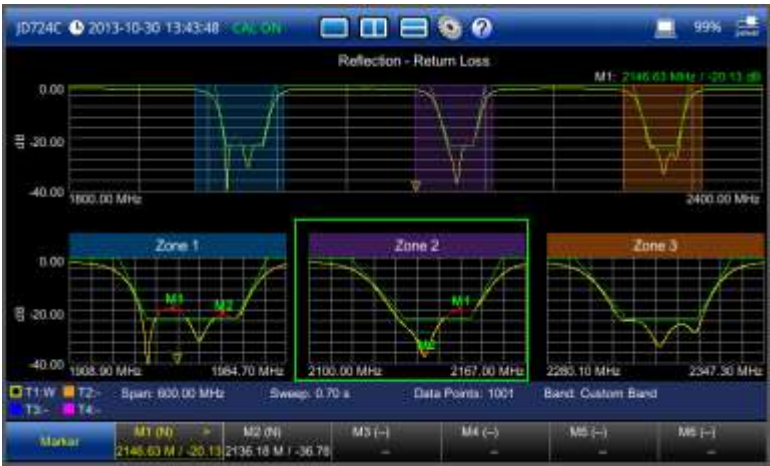 JD724C 2013-10-30 13:43:48 CAL ON 99%
Reflection - Return Loss
M1: 2146.63 MHz / -20.13 dB
0.00
dB -20.00
-40.00
1800.00 MHz 2400.00 MHz
Zone 1 Zone 2 Zone 3
0.00
M1 M2 M1
dB -20.00
M2
-40.00
1908.90 MHz 1964.70 MHz 2100.00 MHz 2167.00 MHz 2280.10 MHz 2347.30 MHz
T1:W T2:- Span: 600.00 MHz Sweep: 0.70 s Data Points: 1001 Band: Custom Band
T3:- T4:-
Marker M1 (N) > M2 (N) M3 (--) M4 (--) M5 (--) M6 (--)
2146.63 M / -20.13 2136.18 M / -36.78 -- -- -- --